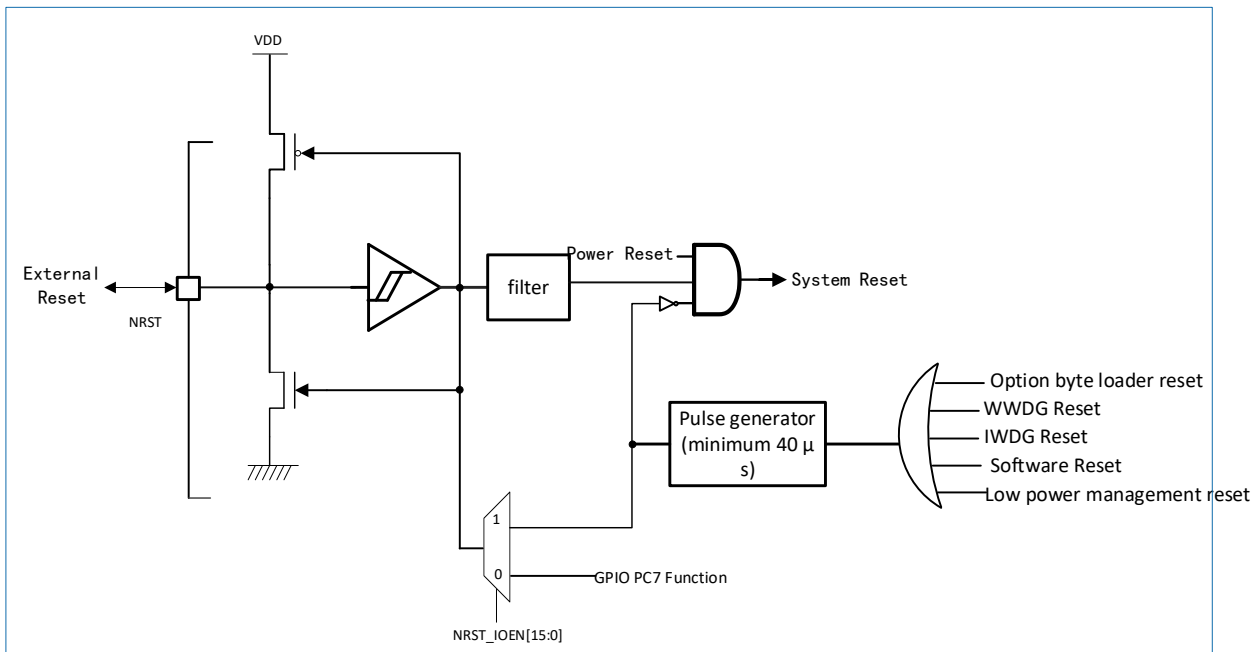 VDD
External
Reset
NRST
filter
Power Reset
System Reset
Option byte loader reset
WWDG Reset
IWDG Reset
Software Reset
Low power management reset
Pulse generator
(minimum 40 μ
s)
1
0
GPIO PC7 Function
NRST_IOEN[15:0]